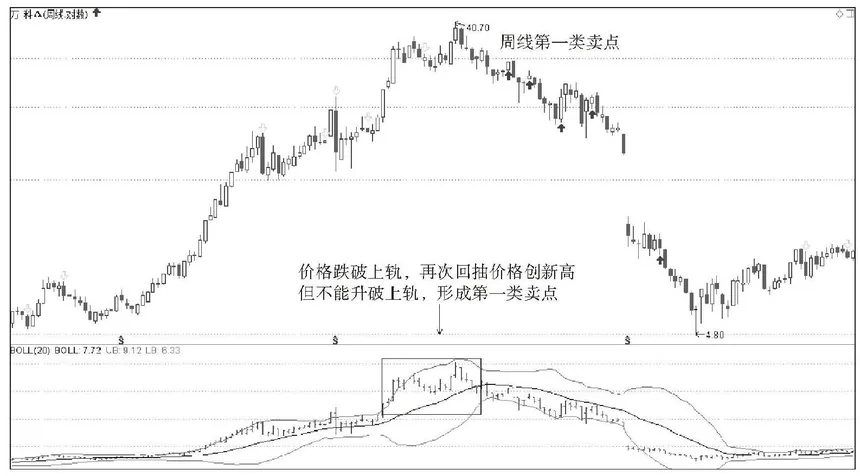 万 科A(周线.对数)
40.70
周线第一类卖点
价格跌破上轨，再次回抽价格创新高
但不能升破上轨，形成第一类卖点
4.80
S S S
BOLL(20) BOLL: 7.72 UB: 9.12 LB: 6.33